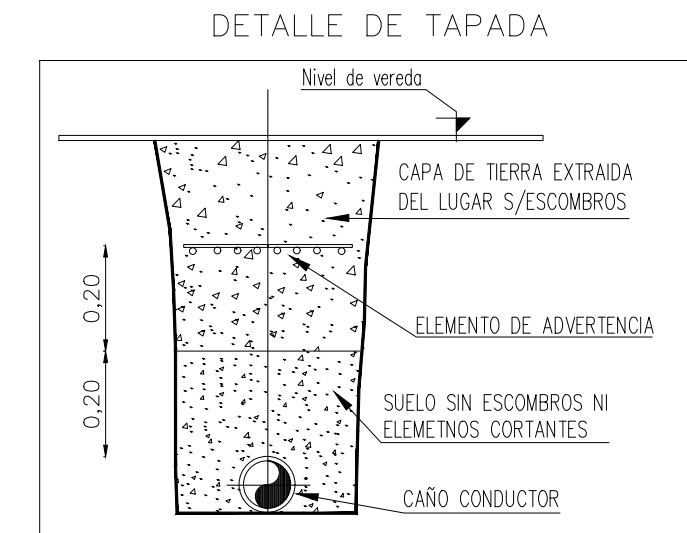 DETALLE DE TAPADA
Nivel de vereda
CAPA DE TIERRA EXTRAIDA
DEL LUGAR S/ESCOMBROS
0,20
ELEMENTO DE ADVERTENCIA
0,20
SUELO SIN ESCOMBROS NI
ELEMETNOS CORTANTES
CAÑO CONDUCTOR